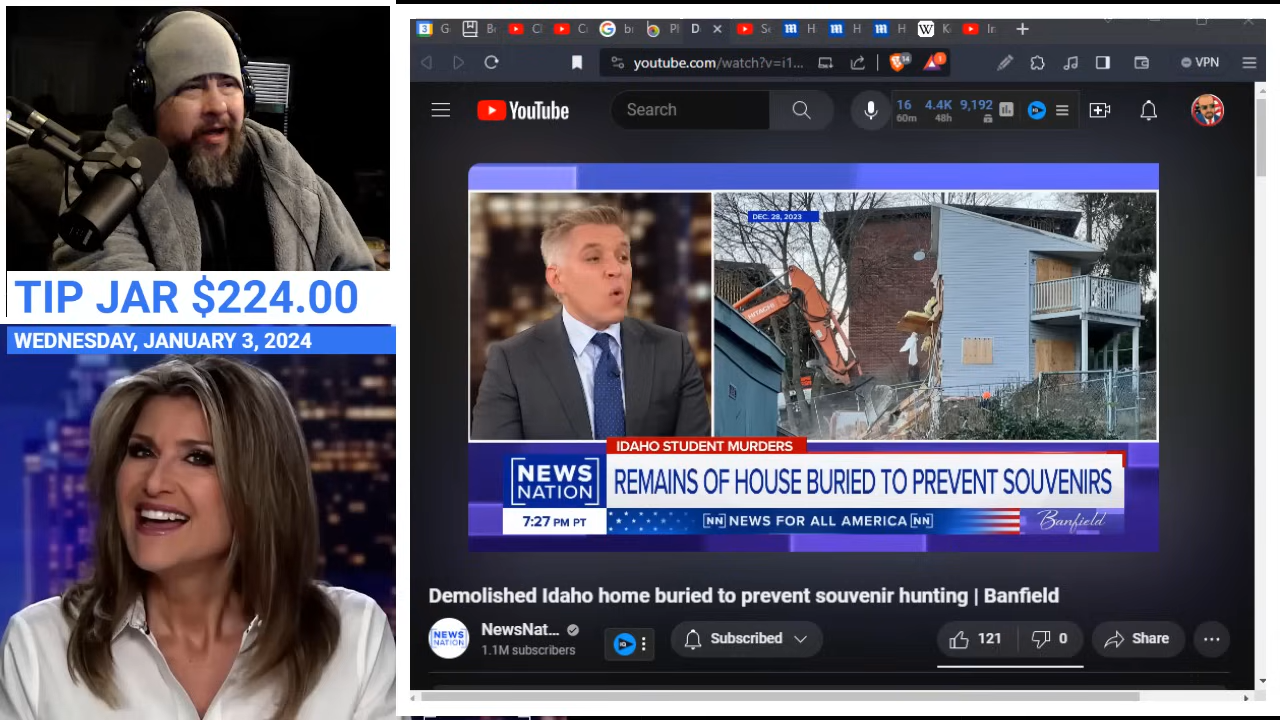 TIP JAR $224.00
WEDNESDAY, JANUARY 3, 2024
youtube.com/watch?v=i1...
VPN
YouTube
Search
16 4.4K 9,192
60m 48h
DEC. 28, 2023
HITACHI
IDAHO STUDENT MURDERS
NEWS NATION
REMAINS OF HOUSE BURIED TO PREVENT SOUVENIRS
7:27 PM PT
NN NEWS FOR ALL AMERICA NN
Banfield
Demolished Idaho home buried to prevent souvenir hunting | Banfield
NEWS NATION
NewsNat...
1.1M subscribers
Subscribed
121
0
Share